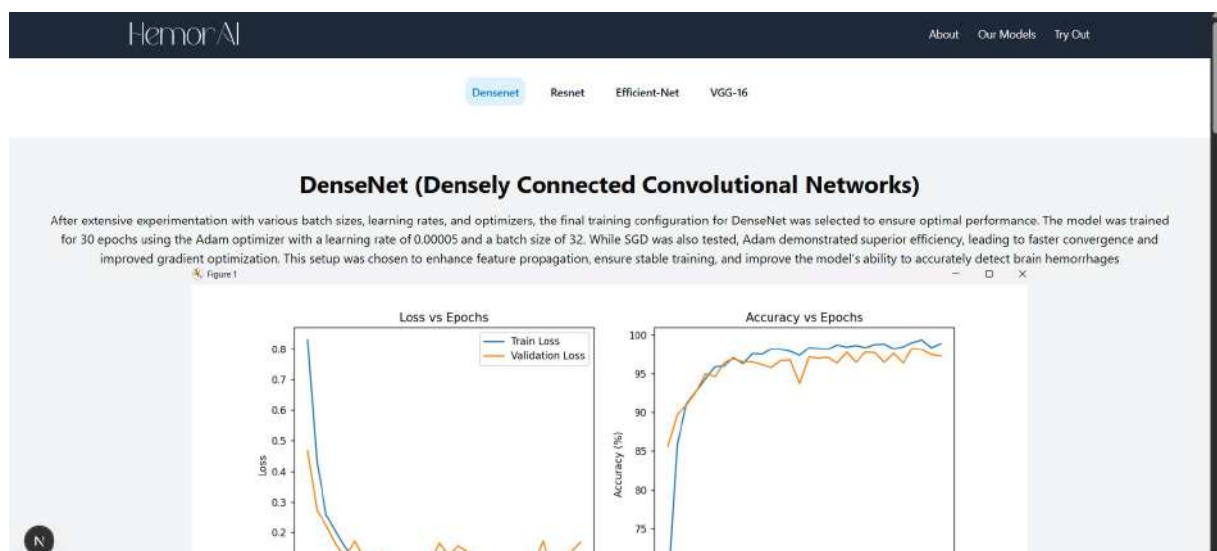 HemorAI
About Our Models Try Out
Densenet Resnet Efficient-Net VGG-16
DenseNet (Densely Connected Convolutional Networks)
After extensive experimentation with various batch sizes, learning rates, and optimizers, the final training configuration for DenseNet was selected to ensure optimal performance. The model was trained
for 30 epochs using the Adam optimizer with a learning rate of 0.00005 and a batch size of 32. While SGD was also tested, Adam demonstrated superior efficiency, leading to faster convergence and
improved gradient optimization. This setup was chosen to enhance feature propagation, ensure stable training, and improve the model's ability to accurately detect brain hemorrhages
Figure 1
Loss vs Epochs
Train Loss
Validation Loss
0.8
0.7
0.6
0.5
0.4
0.3
0.2
Loss
Accuracy vs Epochs
100
95
90
85
80
75
Accuracy (%)
N